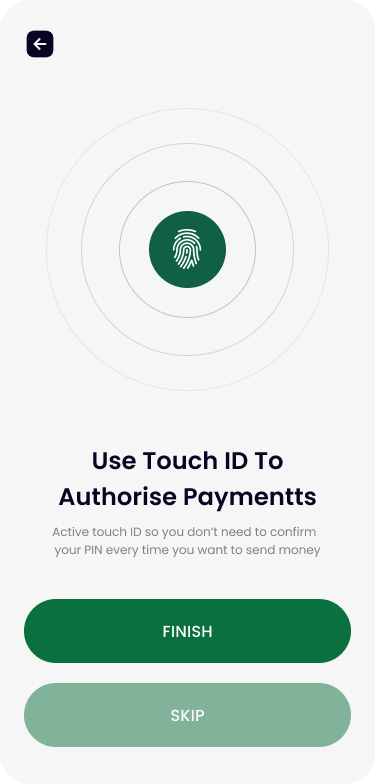 Use Touch ID To
Authorise Paymentts
Active touch ID so you don't need to confirm
your PIN every time you want to send money
FINISH
SKIP